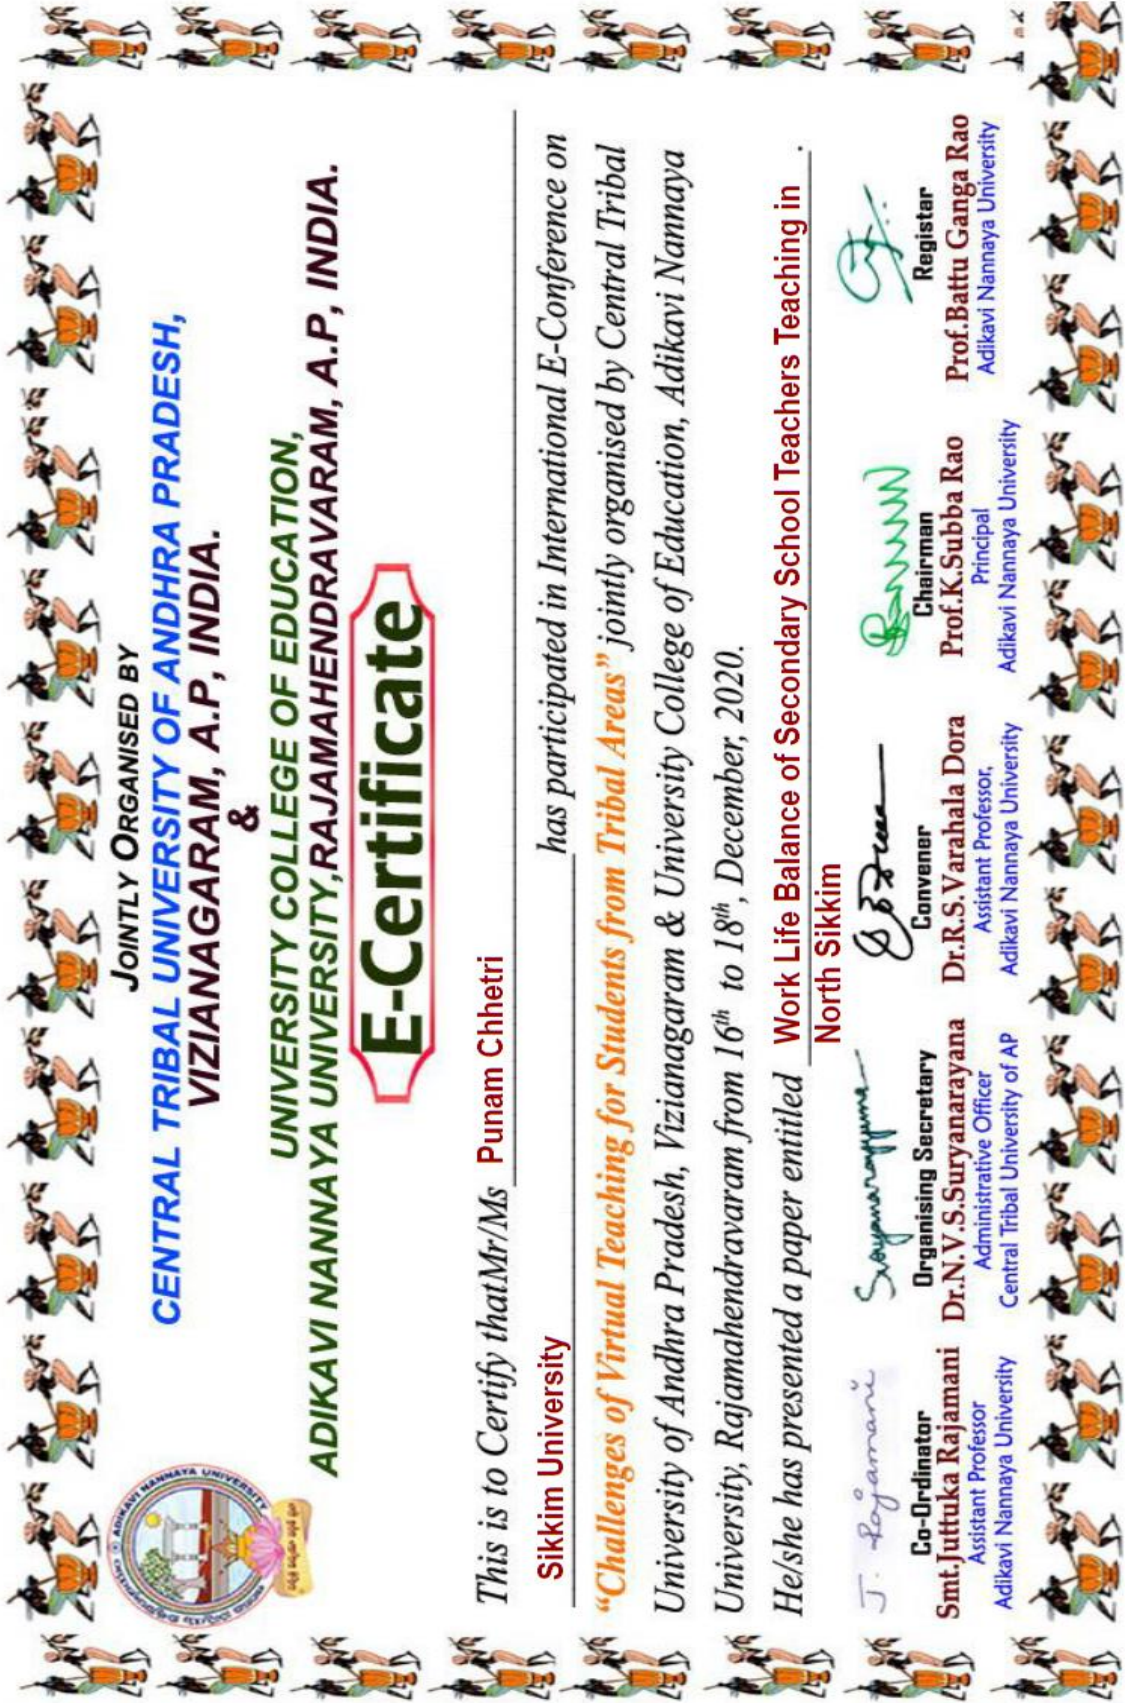 JOINTLY ORGANISED BY
CENTRAL TRIBAL UNIVERSITY OF ANDHRA PRADESH,
VIZIANAGARAM, A.P, INDIA.
&
UNIVERSITY COLLEGE OF EDUCATION,
ADIKAVI NANNAYA UNIVERSITY,RAJAMAHENDRAVARAM, A.P, INDIA.
ADIKAVI NANNAYA UNIVERSITY
E-Certificate
This is to Certify thatMr/Ms Punam Chhetri
Sikkim University has participated in International E-Conference on
“Challenges of Virtual Teaching for Students from Tribal Areas” jointly organised by Central Tribal
University of Andhra Pradesh, Vizianagaram & University College of Education, Adikavi Nannaya
University, Rajamahendravaram from 16th to 18th, December, 2020.
He/she has presented a paper entitled Work Life Balance of Secondary School Teachers Teaching in
North Sikkim .
J. Rajamani
Co-Ordinator
Smt.Juttuka Rajamani
Assistant Professor
Adikavi Nannaya University
Suryanarayana
Organising Secretary
Dr.N.V.S.Suryanarayana
Administrative Officer
Central Tribal University of AP
Convener
Dr.R.S.Varahala Dora
Assistant Professor,
Adikavi Nannaya University
Chairman
Prof.K.Subba Rao
Principal
Adikavi Nannaya University
Registar
Prof.Battu Ganga Rao
Adikavi Nannaya University